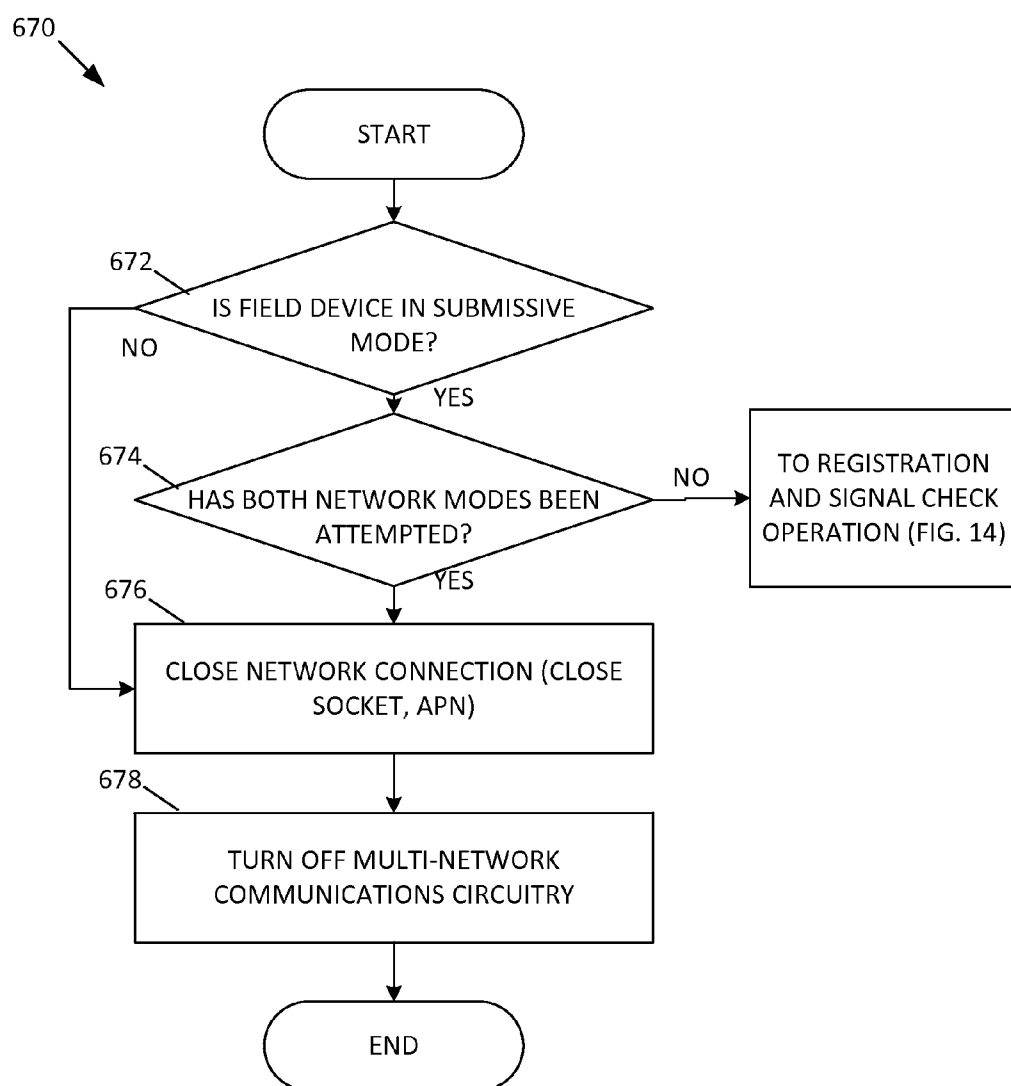 670
START
672
IS FIELD DEVICE IN SUBMISSIVE
MODE?
NO
YES
674
HAS BOTH NETWORK MODES BEEN
ATTEMPTED?
NO
TO REGISTRATION
AND SIGNAL CHECK
OPERATION (FIG. 14)
YES
676
CLOSE NETWORK CONNECTION (CLOSE
SOCKET, APN)
678
TURN OFF MULTI-NETWORK
COMMUNICATIONS CIRCUITRY
END